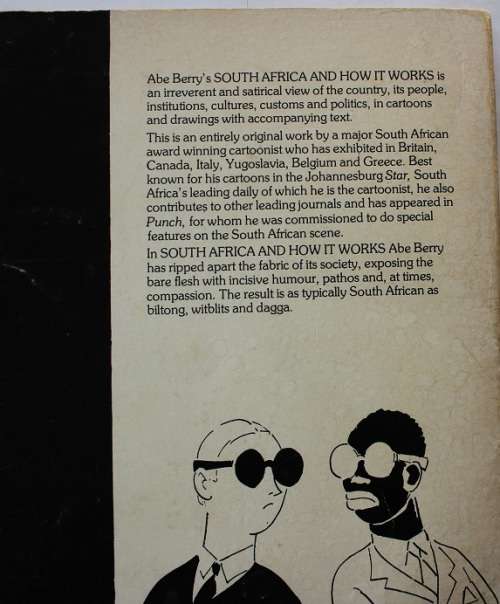 Abe Berry's SOUTH AFRICA AND HOW IT WORKS is
an irreverent and satirical view of the country, its people,
institutions, cultures, customs and politics, in cartoons
and drawings with accompanying text.
This is an entirely original work by a major South African
award winning cartoonist who has exhibited in Britain,
Canada, Italy, Yugoslavia, Belgium and Greece. Best
known for his cartoons in the Johannesburg Star, South
Africa's leading daily of which he is the cartoonist, he also
contributes to other leading journals and has appeared in
Punch, for whom he was commissioned to do special
features on the South African scene.
In SOUTH AFRICA AND HOW IT WORKS Abe Berry
has ripped apart the fabric of its society, exposing the
bare flesh with incisive humour, pathos and, at times,
compassion. The result is as typically South African as
biltong, witblits and dagga.